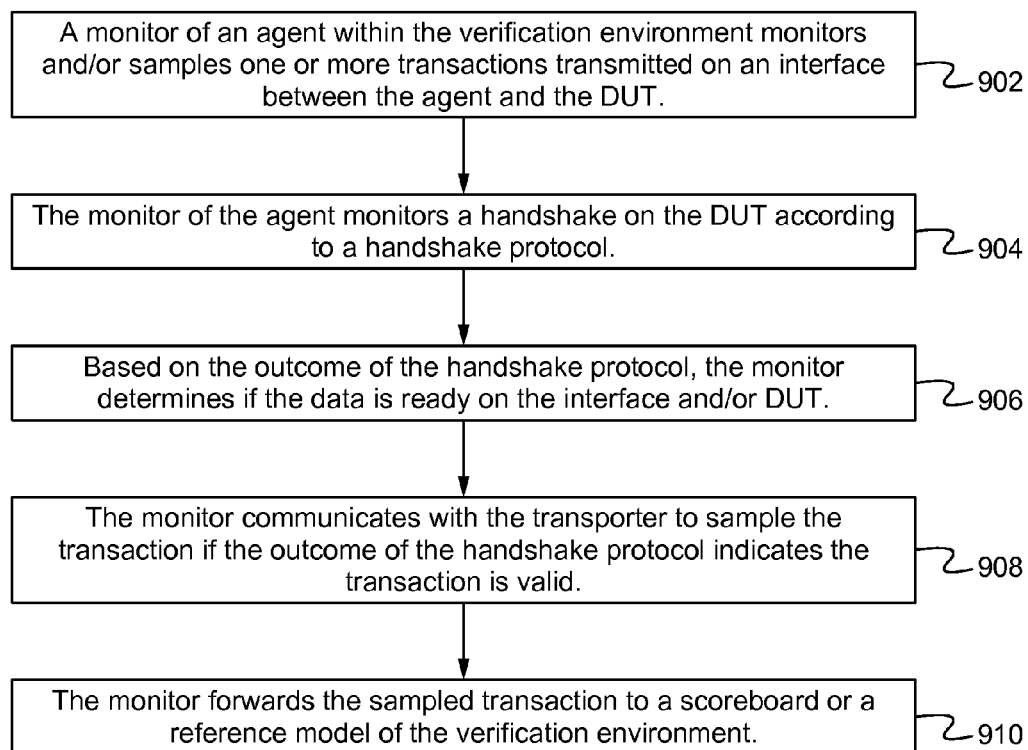 A monitor of an agent within the verification environment monitors
and/or samples one or more transactions transmitted on an interface
between the agent and the DUT.
902
The monitor of the agent monitors a handshake on the DUT according
to a handshake protocol.
904
Based on the outcome of the handshake protocol, the monitor
determines if the data is ready on the interface and/or DUT.
906
The monitor communicates with the transporter to sample the
transaction if the outcome of the handshake protocol indicates the
transaction is valid.
908
The monitor forwards the sampled transaction to a scoreboard or a
reference model of the verification environment.
910